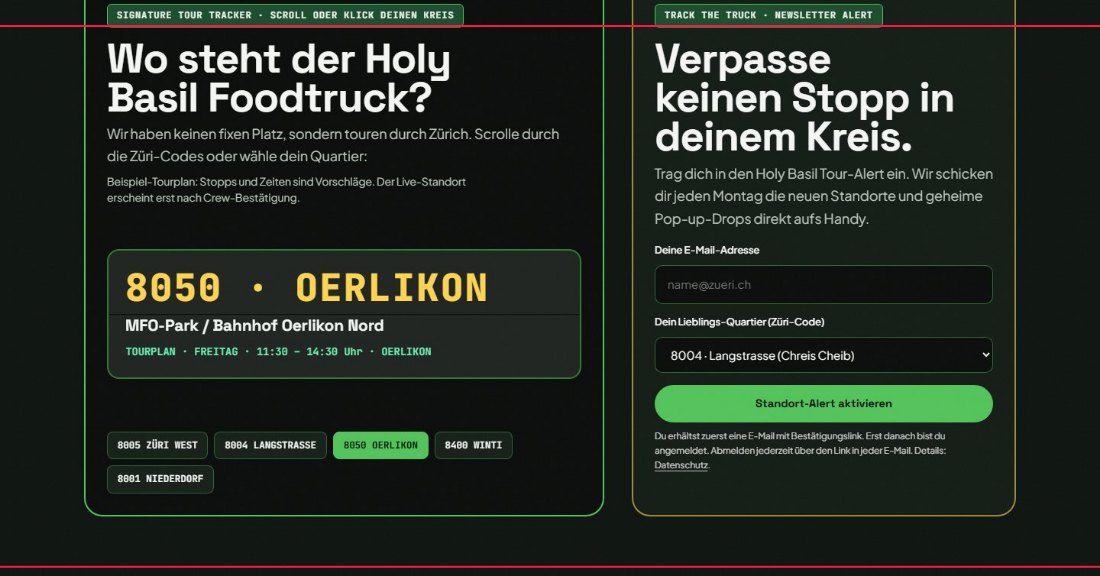 SIGNATURE TOUR TRACKER · SCROLL ODER KLICK DEINEN KREIS
Wo steht der Holy
Basil Foodtruck?
Wir haben keinen fixen Platz, sondern touren durch Zürich. Scrolle durch
die Züri-Codes oder wähle dein Quartier:
Beispiel-Tourplan: Stopps und Zeiten sind Vorschläge. Der Live-Standort
erscheint erst nach Crew-Bestätigung.
8050 · OERLIKON
MFO-Park / Bahnhof Oerlikon Nord
TOURPLAN · FREITAG · 11:30 – 14:30 Uhr · OERLIKON
8005 ZÜRI WEST
8004 LANGSTRASSE
8050 OERLIKON
8400 WINTI
8001 NIEDERDORF
TRACK THE TRUCK · NEWSLETTER ALERT
Verpasse
keinen Stopp in
deinem Kreis.
Trag dich in den Holy Basil Tour-Alert ein. Wir schicken
dir jeden Montag die neuen Standorte und geheime
Pop-up-Drops direkt aufs Handy.
Deine E-Mail-Adresse
name@zueri.ch
Dein Lieblings-Quartier (Züri-Code)
8004 · Langstrasse (Chreis Cheib)
Standort-Alert aktivieren
Du erhältst zuerst eine E-Mail mit Bestätigungslink. Erst danach bist du
angemeldet. Abmelden jederzeit über den Link in jeder E-Mail. Details:
Datenschutz.